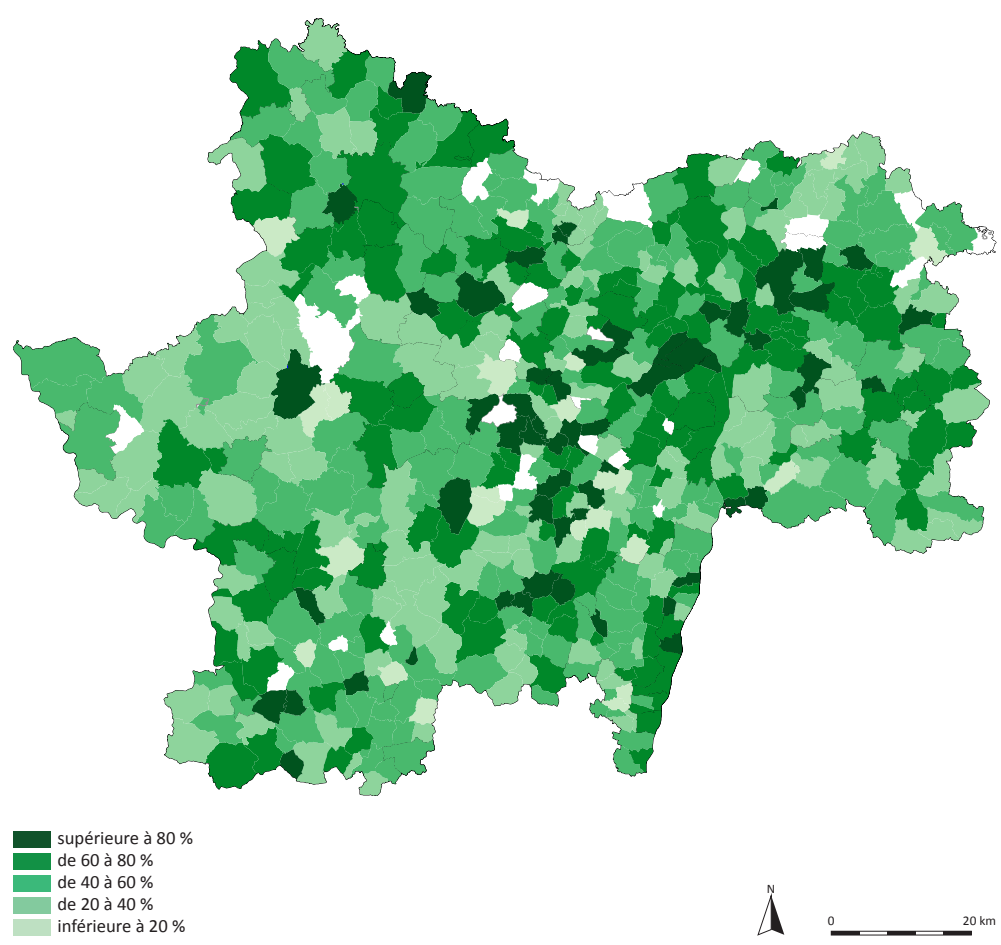 supérieure à 80 %
de 60 à 80 %
de 40 à 60 %
de 20 à 40 %
inférieure à 20 %
N
0 20 km